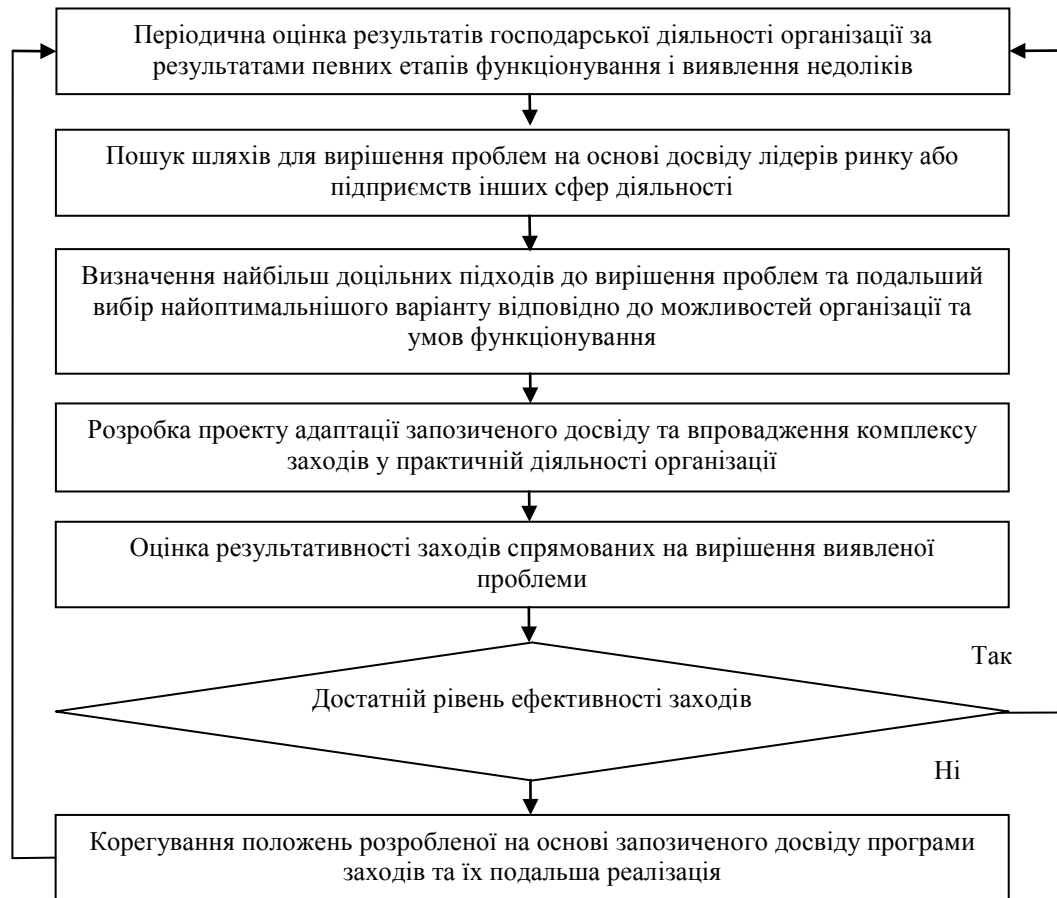 Періодична оцінка результатів господарської діяльності організації за
результатами певних етапів функціонування і виявлення недоліків
Пошук шляхів для вирішення проблем на основі досвіду лідерів ринку або
підприємств інших сфер діяльності
Визначення найбільш доцільних підходів до вирішення проблем та подальший
вибір найоптимальнішого варіанту відповідно до можливостей організації та
умов функціонування
Розробка проекту адаптації запозиченого досвіду та впровадження комплексу
заходів у практичній діяльності організації
Оцінка результативності заходів спрямованих на вирішення виявленої
проблеми
Так
Достатній рівень ефективності заходів
Ні
Корегування положень розробленої на основі запозиченого досвіду програми
заходів та їх подальша реалізація